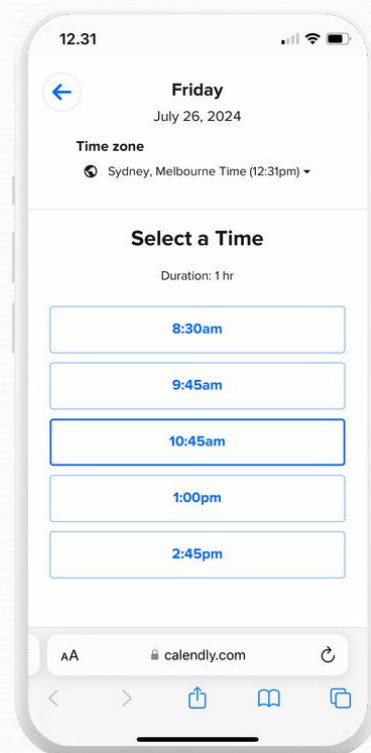 12.31
Friday
July 26, 2024
Time zone
Sydney, Melbourne Time (12:31pm)
Select a Time
Duration: 1 hr
8:30am
9:45am
10:45am
1:00pm
2:45pm
AA calendly.com